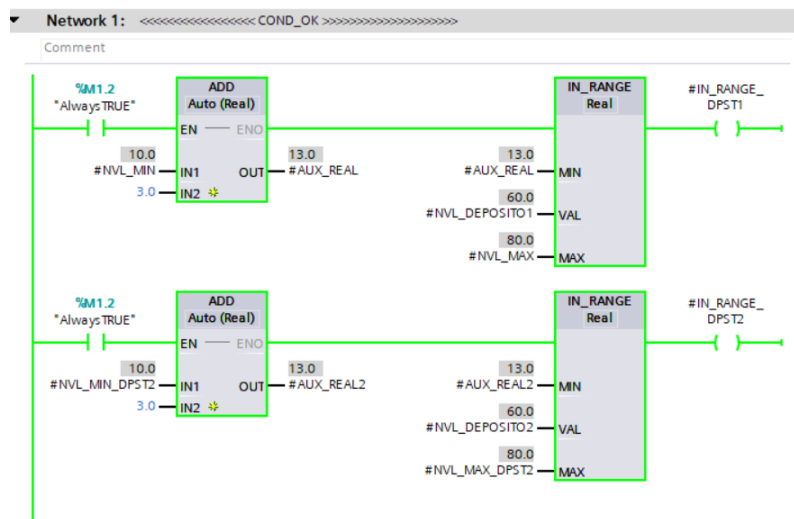 Network 1: <<<<<<<<<<<<<<<<<<< COND_OK >>>>>>>>>>>>>>>>>>>>>>>
Comment
%M1.2
"AlwaysTRUE"
ADD
Auto (Real)
EN
ENO
10.0
#NVL_MIN
IN1
3.0
IN2
OUT
13.0
#AUX_REAL
IN_RANGE
Real
13.0
#AUX_REAL
MIN
60.0
#NVL_DEPOSITO1
VAL
80.0
#NVL_MAX
MAX
#IN_RANGE_
DPST1
%M1.2
"AlwaysTRUE"
ADD
Auto (Real)
EN
ENO
10.0
#NVL_MIN_DPST2
IN1
3.0
IN2
OUT
13.0
#AUX_REAL2
IN_RANGE
Real
13.0
#AUX_REAL2
MIN
60.0
#NVL_DEPOSITO2
VAL
80.0
#NVL_MAX_DPST2
MAX
#IN_RANGE_
DPST2